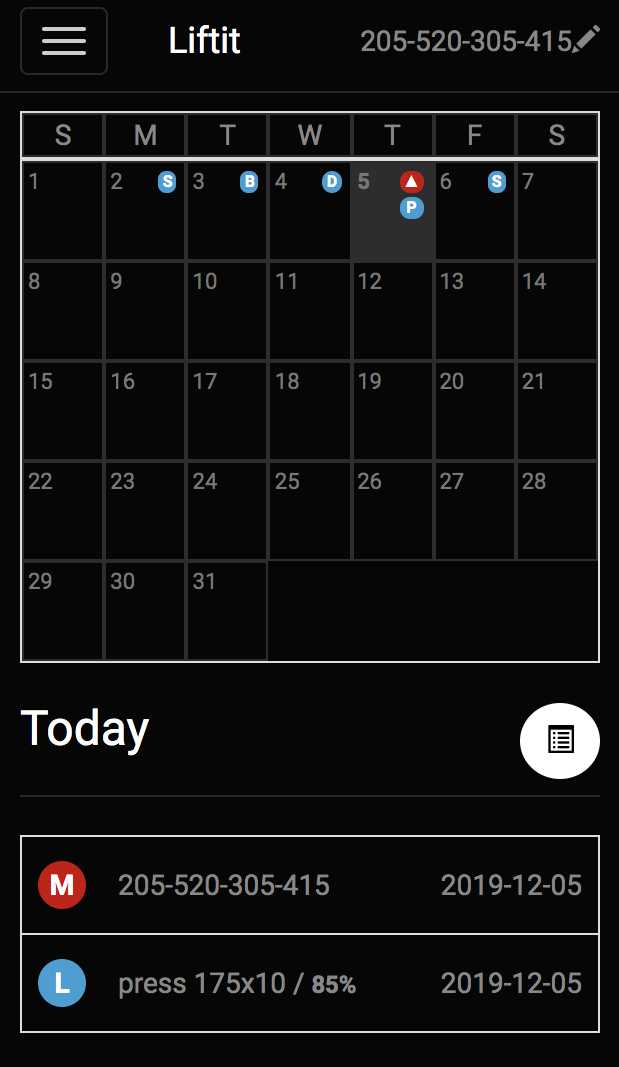 Liftit 205-520-305-415
S M T W T F S
1 2 S 3 B 4 D 5 6 S 7
P
8 9 10 11 12 13 14
15 16 17 18 19 20 21
22 23 24 25 26 27 28
29 30 31
Today
M 205-520-305-415 2019-12-05
L press 175x10 / 85% 2019-12-05